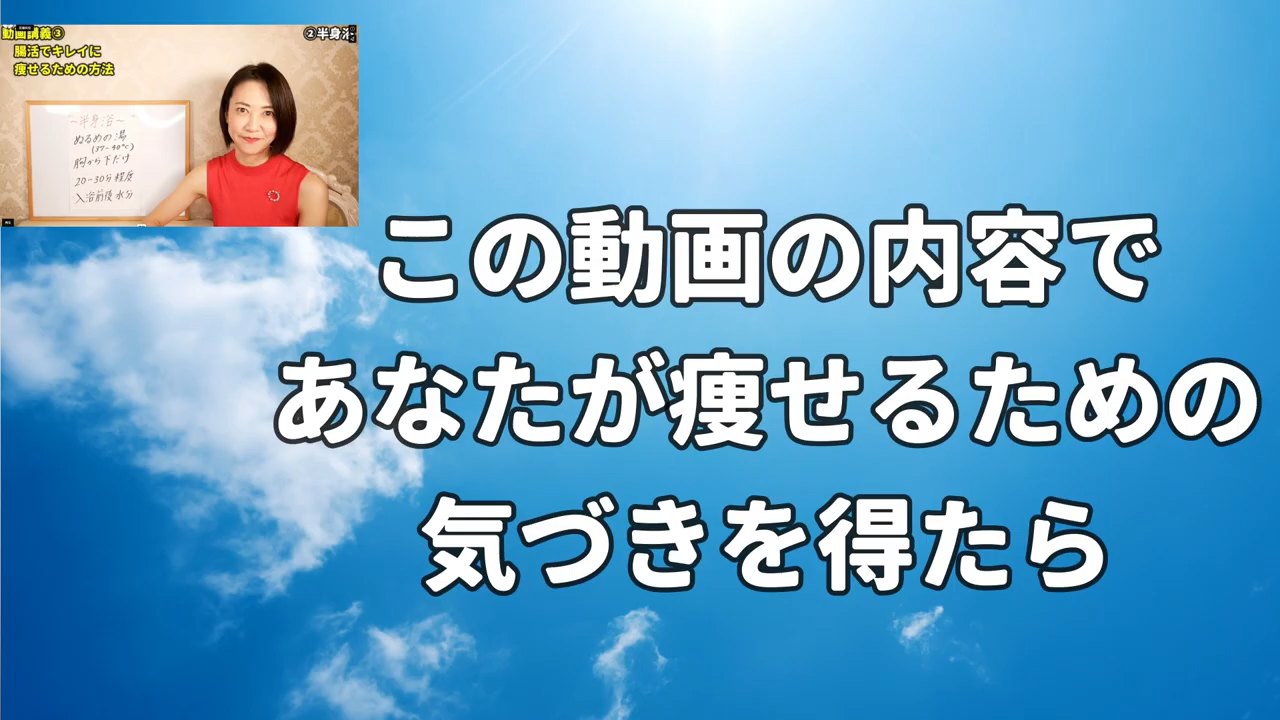 動画講義③
腸活でキレイに
痩せるための方法
②半身浴
～半身浴～
ぬるめの湯
(37-40℃)
胸から下だけ
20-30分程度
入浴前後水分
この動画の内容で
あなたが痩せるための
気づきを得たら